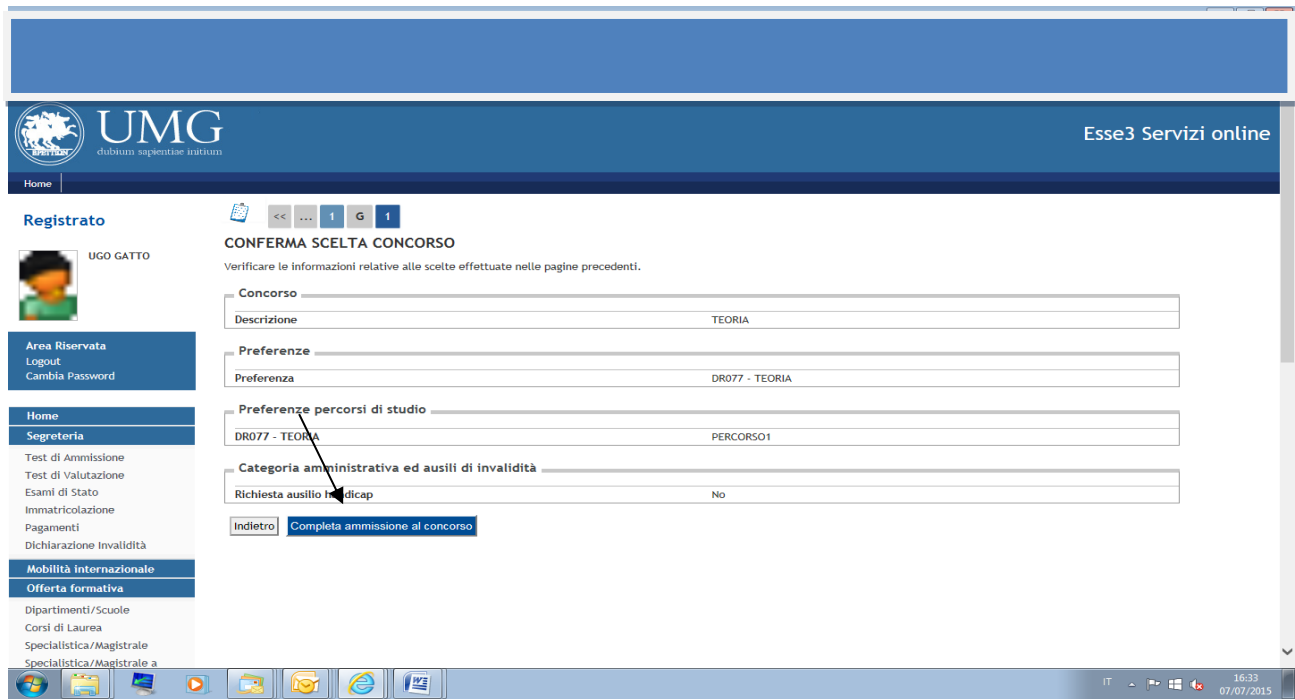 UMG
dubium sapientiae initium
Esse3 Servizi online
Home
Registrato
UGO GATTO
Area Riservata
Logout
Cambia Password
Home
Segreteria
Test di Ammissione
Test di Valutazione
Esami di Stato
Immatricolazione
Pagamenti
Dichiarazione Invalidità
Mobilità internazionale
Offerta formativa
Dipartimenti/Scuole
Corsi di Laurea
Specialistica/Magistrale
Specialistica/Magistrale a
<< ... 1 G 1
CONFERMA SCELTA CONCORSO
Verificare le informazioni relative alle scelte effettuate nelle pagine precedenti.
Concorso
Descrizione TEORIA
Preferenze
Preferenza DR077 - TEORIA
Preferenze percorsi di studio
DR077 - TEORIA PERCORSO1
Categoria amministrativa ed ausili di invalidità
Richiesta ausilio handicap No
Indietro Completa ammissione al concorso
IT 16:33
07/07/2015